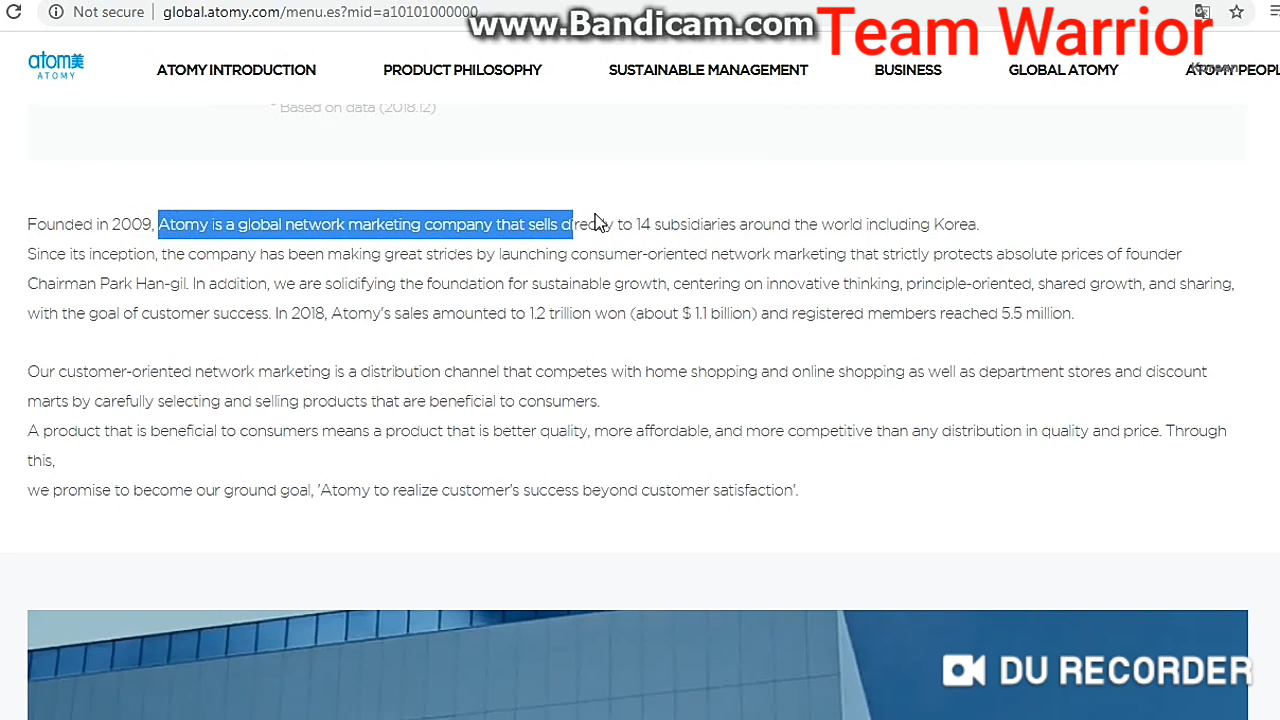 Not secure
global.atomy.com/menu.es?mid=a10101000000
www.Bandicam.com
Team Warrior
atom美
ATOMY
ATOMY INTRODUCTION
PRODUCT PHILOSOPHY
SUSTAINABLE MANAGEMENT
BUSINESS
GLOBAL ATOMY
ATOMY PEOPL
Korean
* Based on data (2018.12)
Founded in 2009, Atomy is a global network marketing company that sells directly to 14 subsidiaries around the world including Korea.
Since its inception, the company has been making great strides by launching consumer-oriented network marketing that strictly protects absolute prices of founder
Chairman Park Han-gil. In addition, we are solidifying the foundation for sustainable growth, centering on innovative thinking, principle-oriented, shared growth, and sharing,
with the goal of customer success. In 2018, Atomy's sales amounted to 1.2 trillion won (about $ 1.1 billion) and registered members reached 5.5 million.
Our customer-oriented network marketing is a distribution channel that competes with home shopping and online shopping as well as department stores and discount
marts by carefully selecting and selling products that are beneficial to consumers.
A product that is beneficial to consumers means a product that is better quality, more affordable, and more competitive than any distribution in quality and price. Through
this,
we promise to become our ground goal, 'Atomy to realize customer's success beyond customer satisfaction'.
DU RECORDER